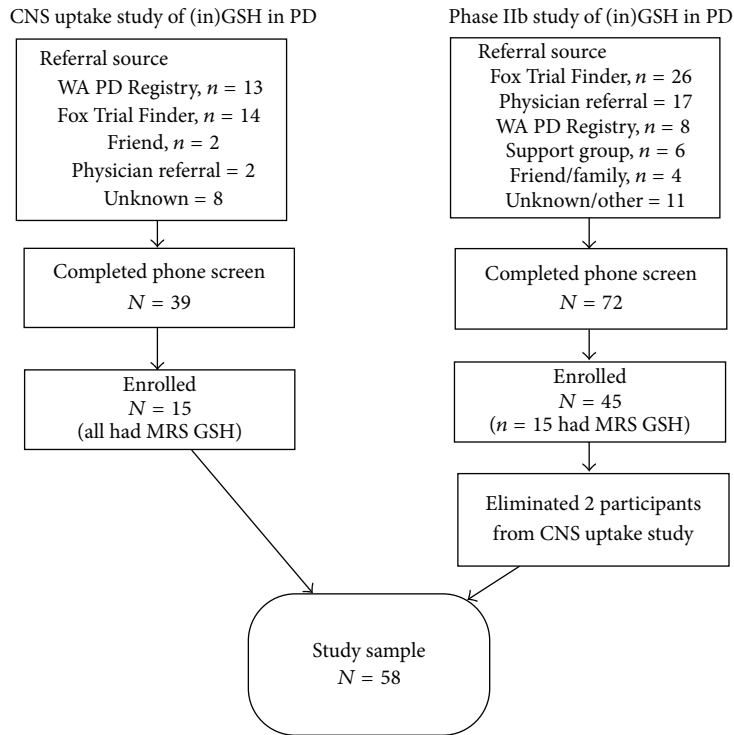 CNS uptake study of (in)GSH in PD
Referral source
WA PD Registry, n = 13
Fox Trial Finder, n = 14
Friend, n = 2
Physician referral = 2
Unknown = 8
Completed phone screen
N = 39
Enrolled
N = 15
(all had MRS GSH)
Phase IIb study of (in)GSH in PD
Referral source
Fox Trial Finder, n = 26
Physician referral = 17
WA PD Registry, n = 8
Support group, n = 6
Friend/family, n = 4
Unknown/other = 11
Completed phone screen
N = 72
Enrolled
N = 45
(n = 15 had MRS GSH)
Eliminated 2 participants
from CNS uptake study
Study sample
N = 58